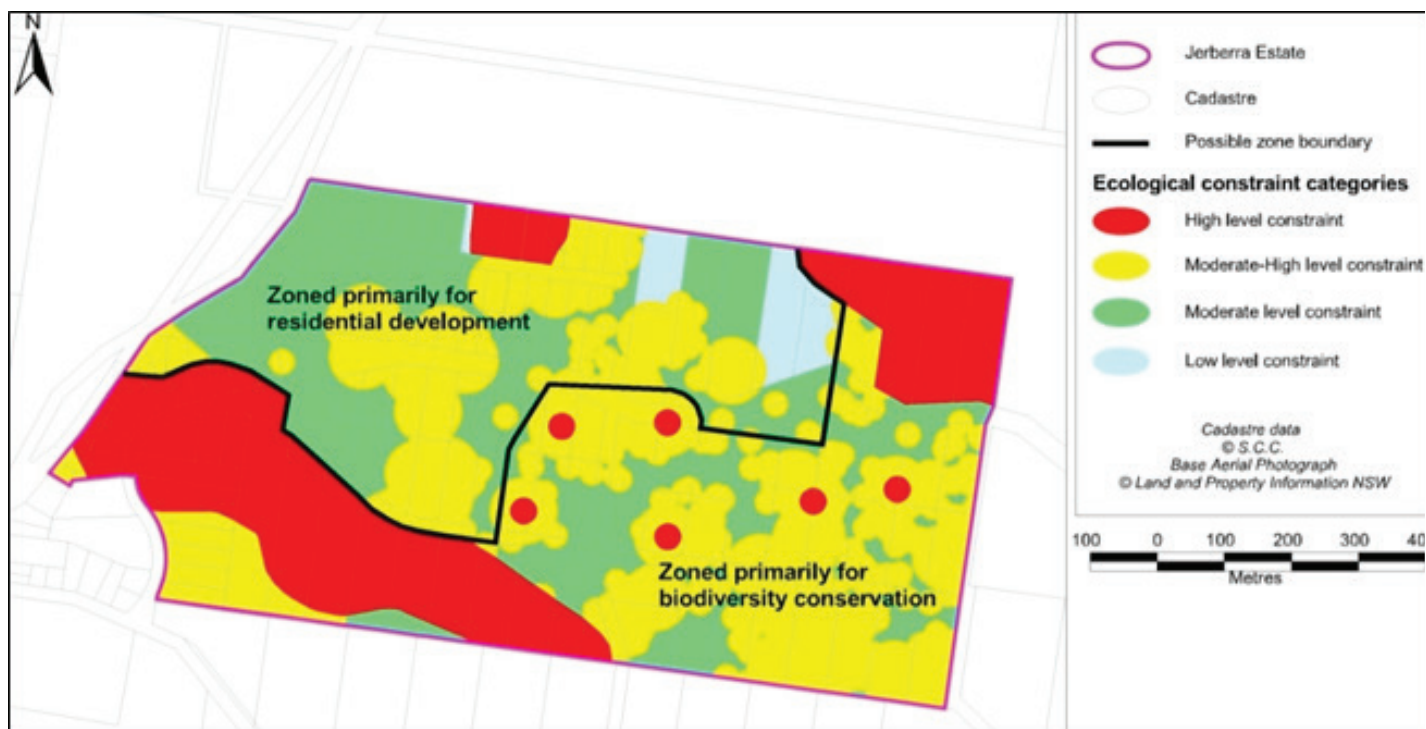 N
Zoned primarily for
residential development
Zoned primarily for
biodiversity conservation
Jerberra Estate
Cadastre
Possible zone boundary
Ecological constraint categories
High level constraint
Moderate-High level constraint
Moderate level constraint
Low level constraint
Cadastre data
© S.C.C.
Base Aerial Photograph
© Land and Property Information NSW
100 0 100 200 300 40
Metres